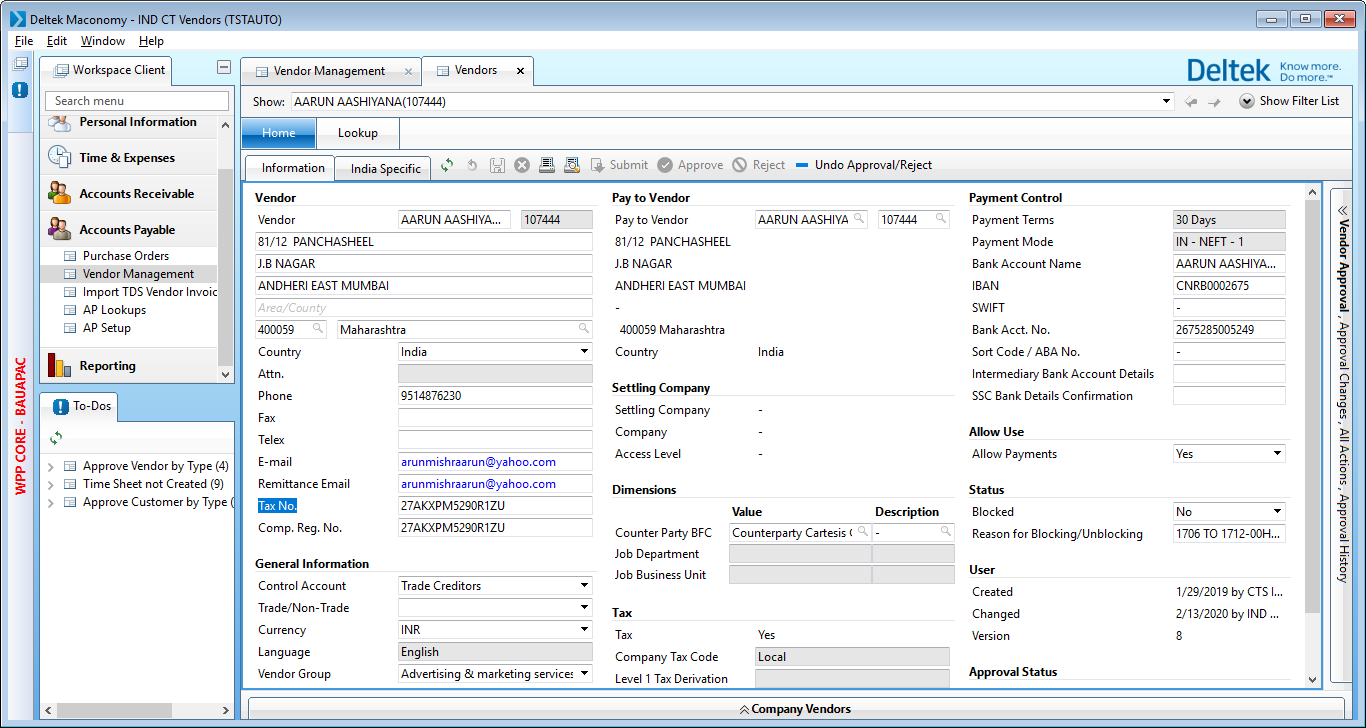 Deltek Maconomy - IND CT Vendors (TSTAUTO)
File Edit Window Help
Workspace Client
Search menu
Personal Information
Time & Expenses
Accounts Receivable
Accounts Payable
Purchase Orders
Vendor Management
Import TDS Vendor Invoic
AP Lookups
AP Setup
Reporting
WPP CORE - BAUAPAC
To-Dos
Approve Vendor by Type (4)
Time Sheet not Created (9)
Approve Customer by Type (
Vendor Management
Vendors
Deltek Know more.
Do more.™
Show: AARUN AASHIYANA(107444)
Show Filter List
Home Lookup
Information India Specific Submit Approve Reject Undo Approval/Reject
Vendor
Vendor AARUN AASHIYA... 107444
81/12 PANCHASHEEL
J.B NAGAR
ANDHERI EAST MUMBAI
Area/County
400059 Maharashtra
Country India
Attn.
Phone 9514876230
Fax
Telex
E-mail arunmishraarun@yahoo.com
Remittance Email arunmishraarun@yahoo.com
Tax No. 27AKXPM5290R1ZU
Comp. Reg. No. 27AKXPM5290R1ZU
General Information
Control Account Trade Creditors
Trade/Non-Trade
Currency INR
Language English
Vendor Group Advertising & marketing services
Pay to Vendor
Pay to Vendor AARUN AASHIYA 107444
81/12 PANCHASHEEL
J.B NAGAR
ANDHERI EAST MUMBAI
-
400059 Maharashtra
Country India
Settling Company
Settling Company -
Company -
Access Level -
Dimensions
Value Description
Counter Party BFC Counterparty Cartesis -
Job Department
Job Business Unit
Tax
Tax Yes
Company Tax Code Local
Level 1 Tax Derivation
Payment Control
Payment Terms 30 Days
Payment Mode IN - NEFT - 1
Bank Account Name AARUN AASHIYA...
IBAN CNRB0002675
SWIFT -
Bank Acct. No. 2675285005249
Sort Code / ABA No. -
Intermediary Bank Account Details
SSC Bank Details Confirmation
Allow Use
Allow Payments Yes
Status
Blocked No
Reason for Blocking/Unblocking 1706 TO 1712-00H...
User
Created 1/29/2019 by CTS I...
Changed 2/13/2020 by IND ...
Version 8
Approval Status
Vendor Approval , Approval Changes , All Actions , Approval History
Company Vendors